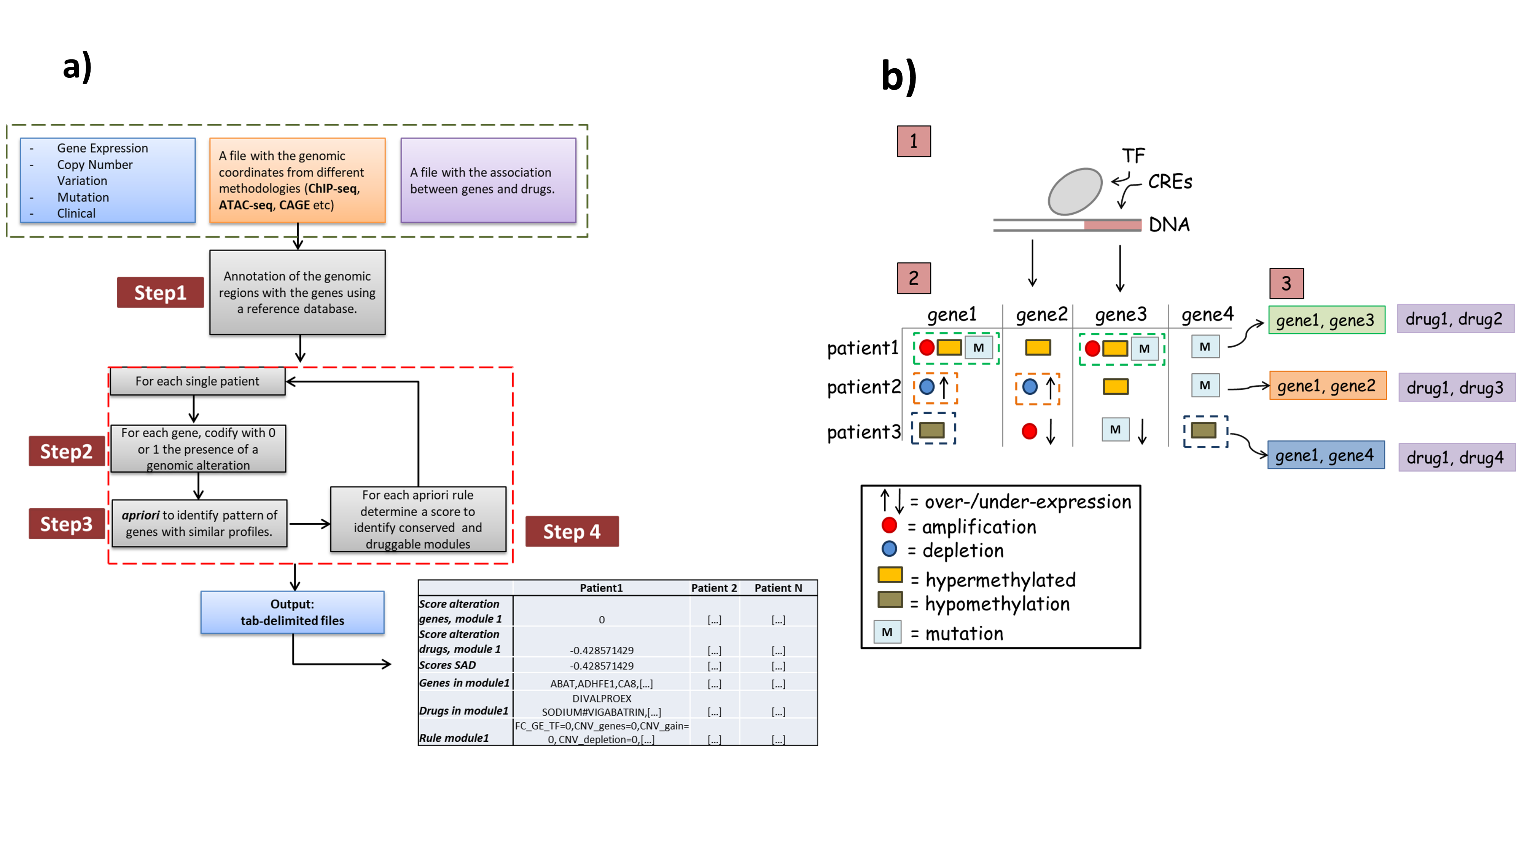 a)
- Gene Expression
- Copy Number
Variation
- Mutation
- Clinical
A file with the genomic
coordinates from different
methodologies (ChIP-seq,
ATAC-seq, CAGE etc)
A file with the association
between genes and drugs.
Step1
Annotation of the genomic
regions with the genes using
a reference database.
For each single patient
Step2
For each gene, codify with 0
or 1 the presence of a
genomic alteration
Step3
apriori to identify pattern of
genes with similar profiles.
For each apriori rule
determine a score to
identify conserved and
druggable modules
Step 4
Output:
tab-delimited files
Patient1 Patient 2 Patient N
Score alteration
genes, module 1 0 [...] [...]
Score alteration
drugs, module 1 -0.428571429 [...] [...]
Scores SAD -0.428571429 [...] [...]
Genes in module1 ABAT,ADHFE1,CA8,[...] [...] [...]
DIVALPROEX
Drugs in module1 SODIUM#VIGABATRIN,[...] [...] [...]
FC_GE_TF=0,CNV_genes=0,CNV_gain=
Rule module1 0, CNV_depletion=0,[...] [...] [...]
b)
1
TF
CREs
DNA
2
3
gene1 gene2 gene3 gene4
patient1 M M M
gene1, gene3 drug1, drug2
patient2 M
gene1, gene2 drug1, drug3
patient3 M
gene1, gene4 drug1, drug4
= over-/under-expression
= amplification
= depletion
= hypermethylated
= hypomethylation
M = mutation